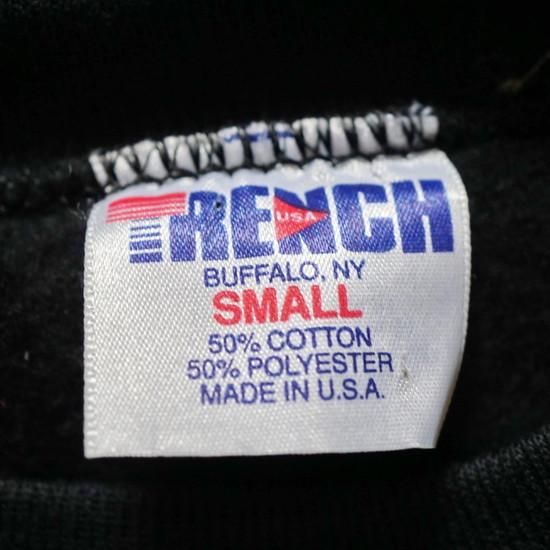 TRENCH
USA
BUFFALO, NY
SMALL
50% COTTON
50% POLYESTER
MADE IN U.S.A.